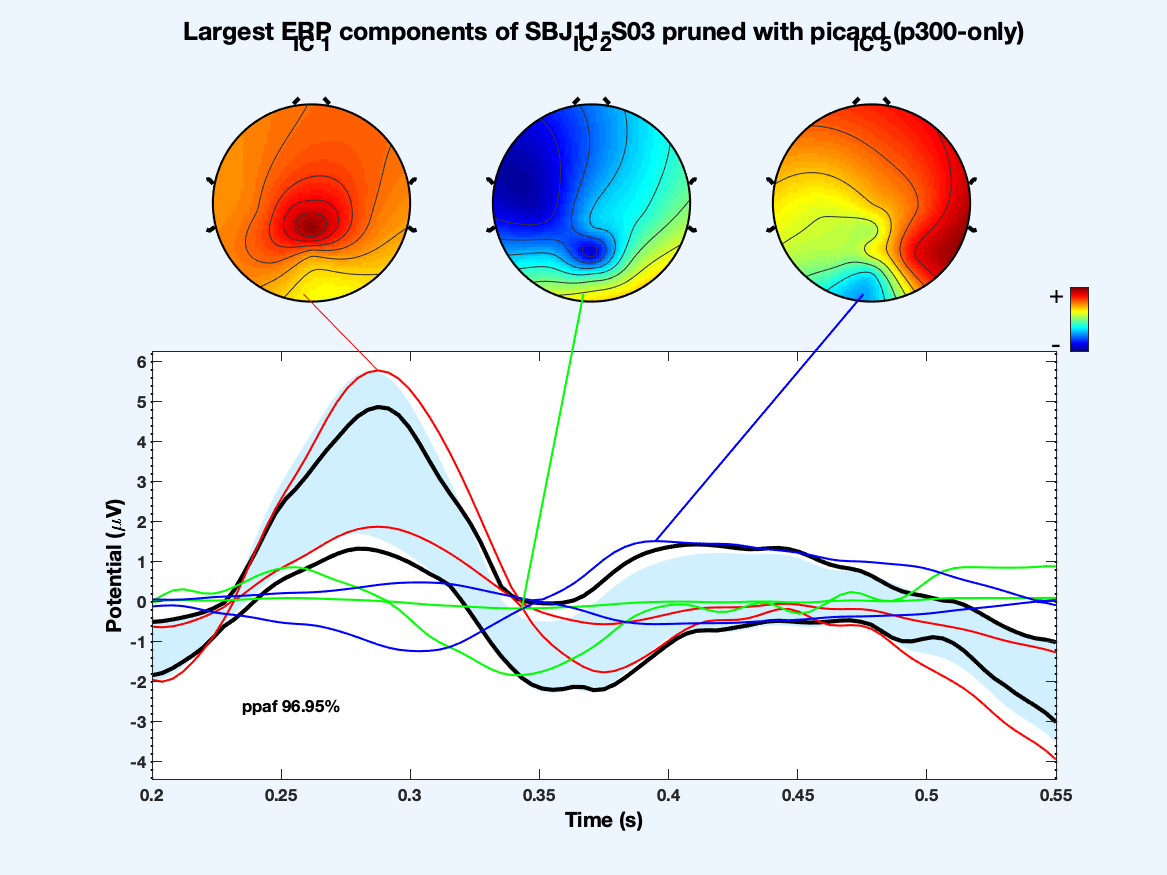 Largest ERP components of SBJ11-S03 pruned with picard (p300-only)
IC 1 IC 2 IC 5
+
-
6
5
4
3
2
1
0
-1
-2
-3
-4
Potential (μV)
ppaf 96.95%
0.2 0.25 0.3 0.35 0.4 0.45 0.5 0.55
Time (s)